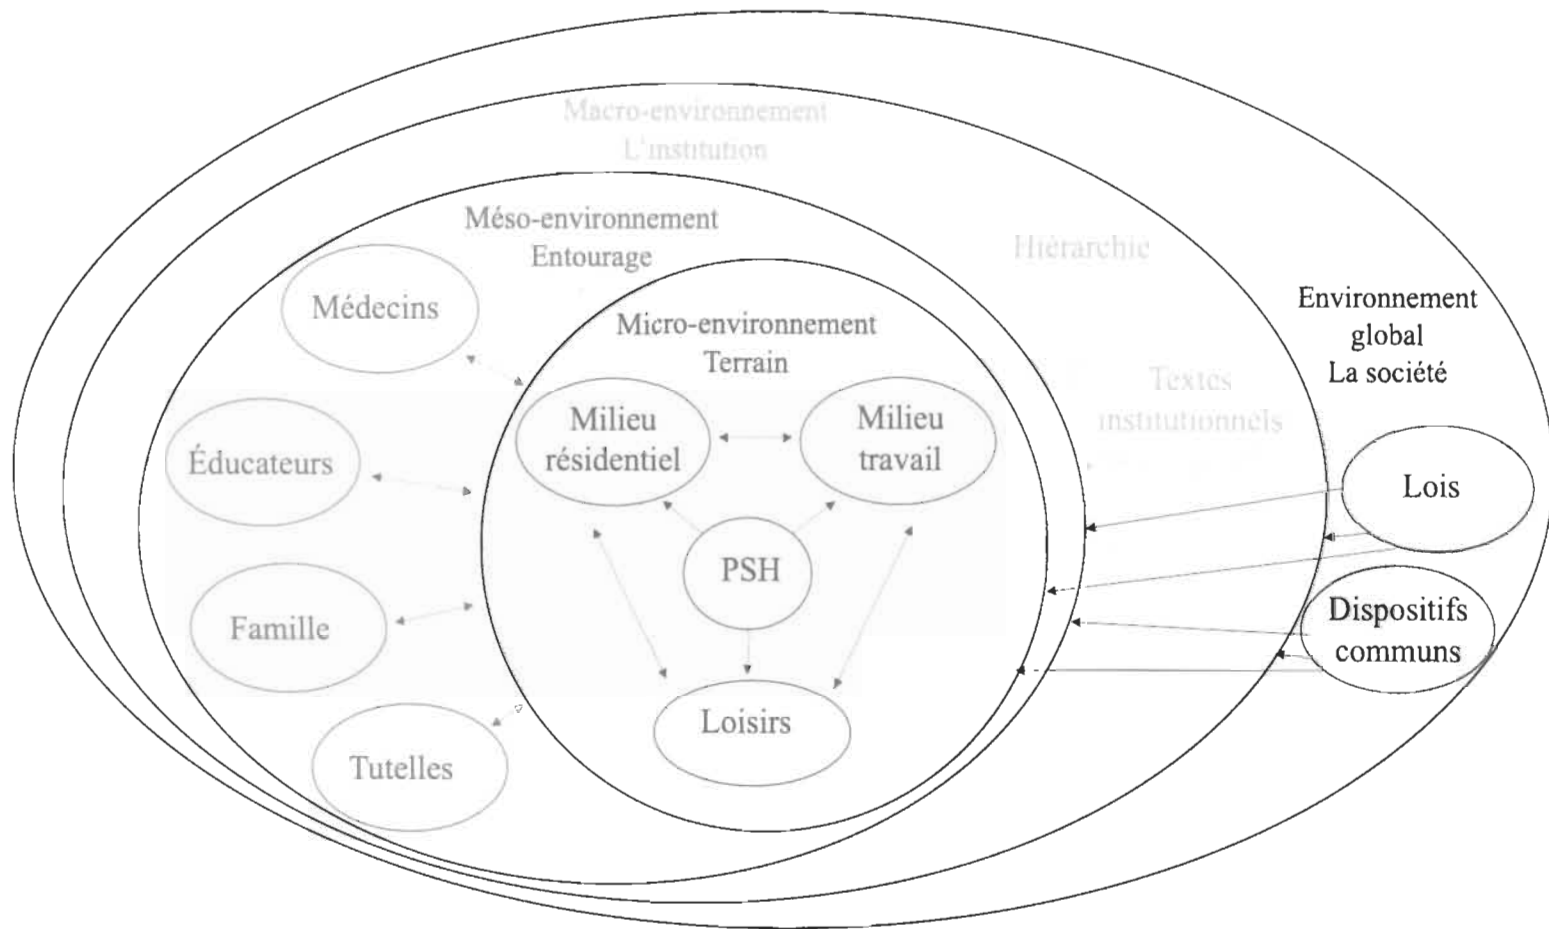 Macro-environnement
L'institution
Méso-environnement
Entourage
Hiérarchie
Médecins
Environnement
global
La société
Micro-environnement
Terrain
Textes
institutionnels
Milieu
résidentiel
Milieu
travail
Éducateurs
Lois
PSH
Famille
Dispositifs
communs
Loisirs
Tutelles